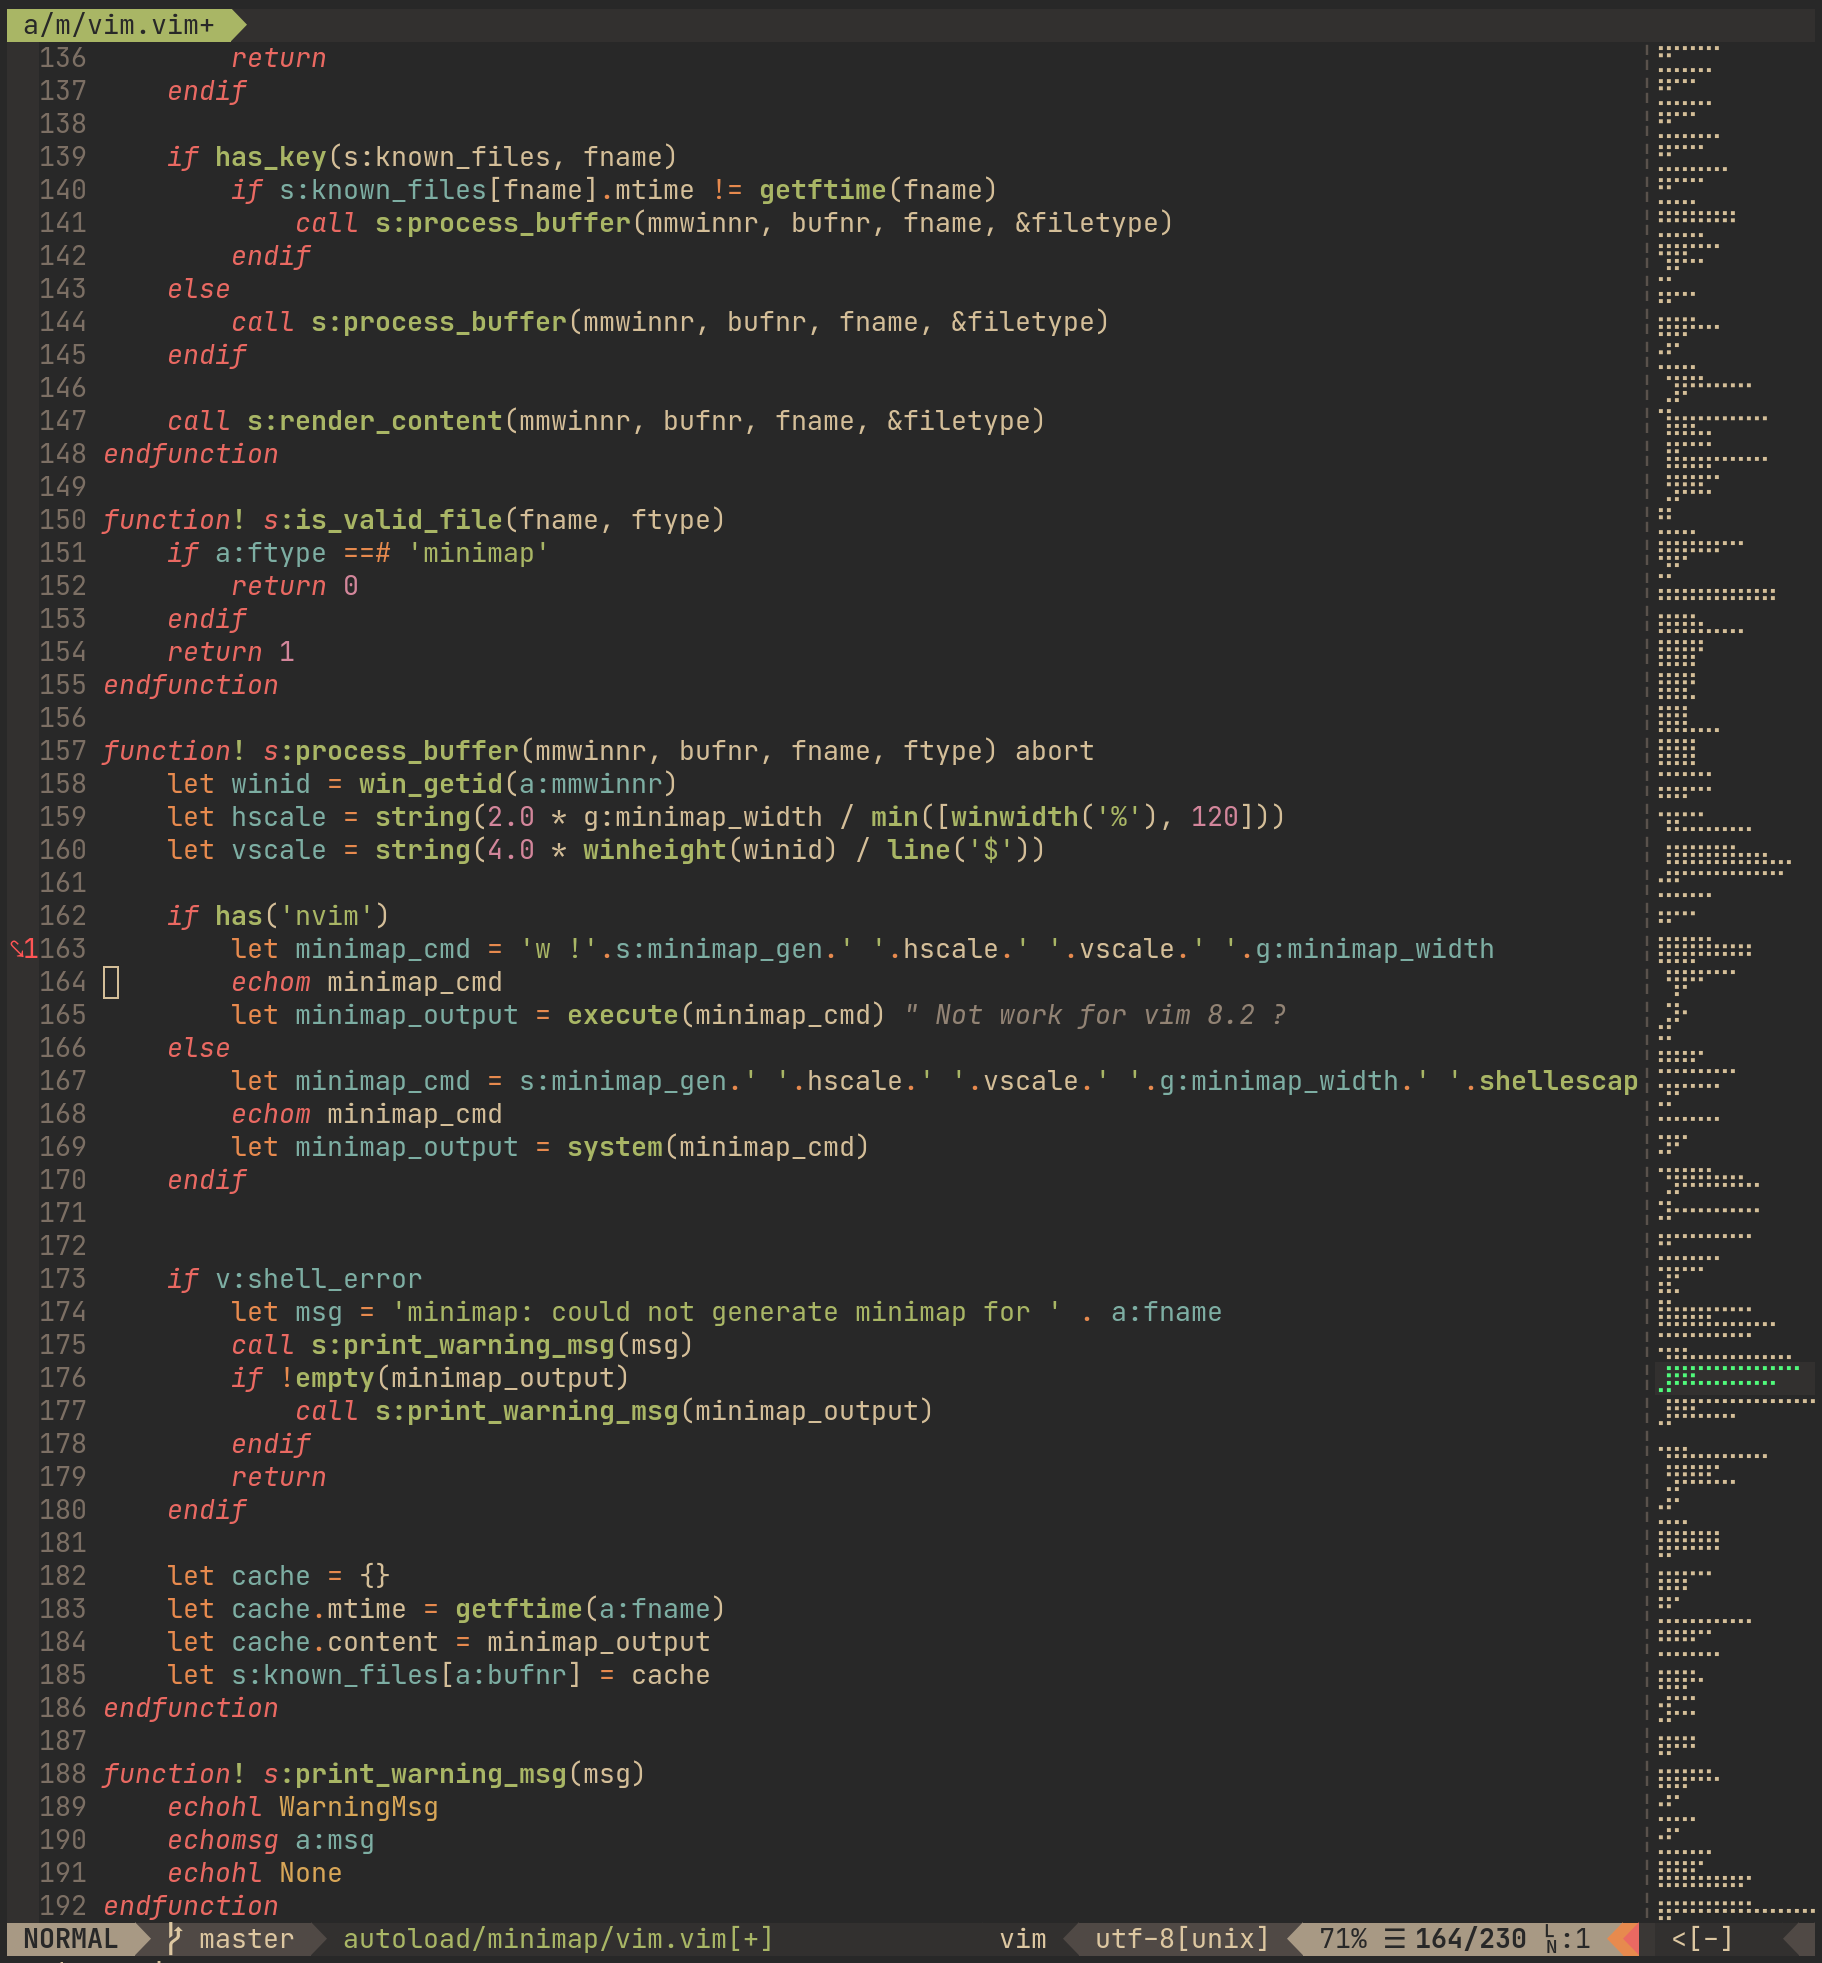 a/m/vim.vim+
136         return
137     endif
138
139     if has_key(s:known_files, fname)
140         if s:known_files[fname].mtime != getftime(fname)
141             call s:process_buffer(mmwinnr, bufnr, fname, &filetype)
142         endif
143     else
144         call s:process_buffer(mmwinnr, bufnr, fname, &filetype)
145     endif
146
147     call s:render_content(mmwinnr, bufnr, fname, &filetype)
148 endfunction
149
150 function! s:is_valid_file(fname, ftype)
151     if a:ftype ==# 'minimap'
152         return 0
153     endif
154     return 1
155 endfunction
156
157 function! s:process_buffer(mmwinnr, bufnr, fname, ftype) abort
158     let winid = win_getid(a:mmwinnr)
159     let hscale = string(2.0 * g:minimap_width / min([winwidth('%'), 120]))
160     let vscale = string(4.0 * winheight(winid) / line('$'))
161
162     if has('nvim')
1163         let minimap_cmd = 'w !'.s:minimap_gen.' '.hscale.' '.vscale.' '.g:minimap_width
164         echom minimap_cmd
165         let minimap_output = execute(minimap_cmd) " Not work for vim 8.2 ?
166     else
167         let minimap_cmd = s:minimap_gen.' '.hscale.' '.vscale.' '.g:minimap_width.' '.shellescap
168         echom minimap_cmd
169         let minimap_output = system(minimap_cmd)
170     endif
171
172
173     if v:shell_error
174         let msg = 'minimap: could not generate minimap for ' . a:fname
175         call s:print_warning_msg(msg)
176         if !empty(minimap_output)
177             call s:print_warning_msg(minimap_output)
178         endif
179         return
180     endif
181
182     let cache = {}
183     let cache.mtime = getftime(a:fname)
184     let cache.content = minimap_output
185     let s:known_files[a:bufnr] = cache
186 endfunction
187
188 function! s:print_warning_msg(msg)
189     echohl WarningMsg
190     echomsg a:msg
191     echohl None
192 endfunction
NORMAL master autoload/minimap/vim.vim[+] vim utf-8[unix] 71% ☰ 164/230 LN:1 <[-]